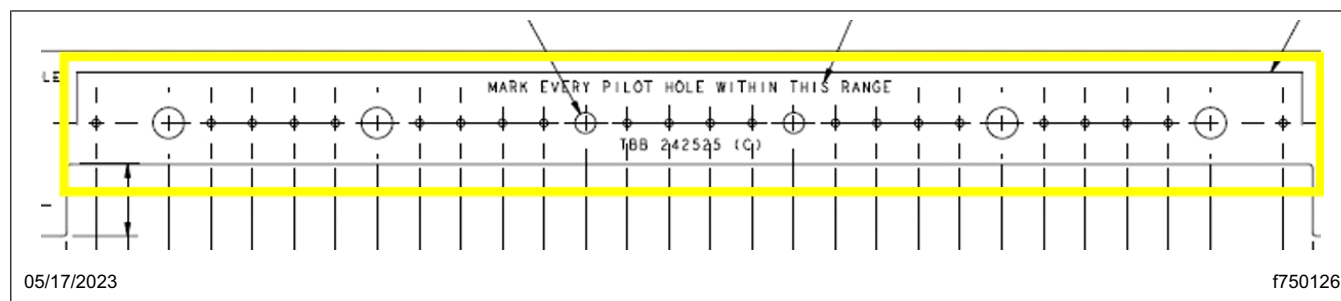 LE
MARK EVERY PILOT HOLE WITHIN THIS RANGE
TBB 242525 (C)
05/17/2023
f750126